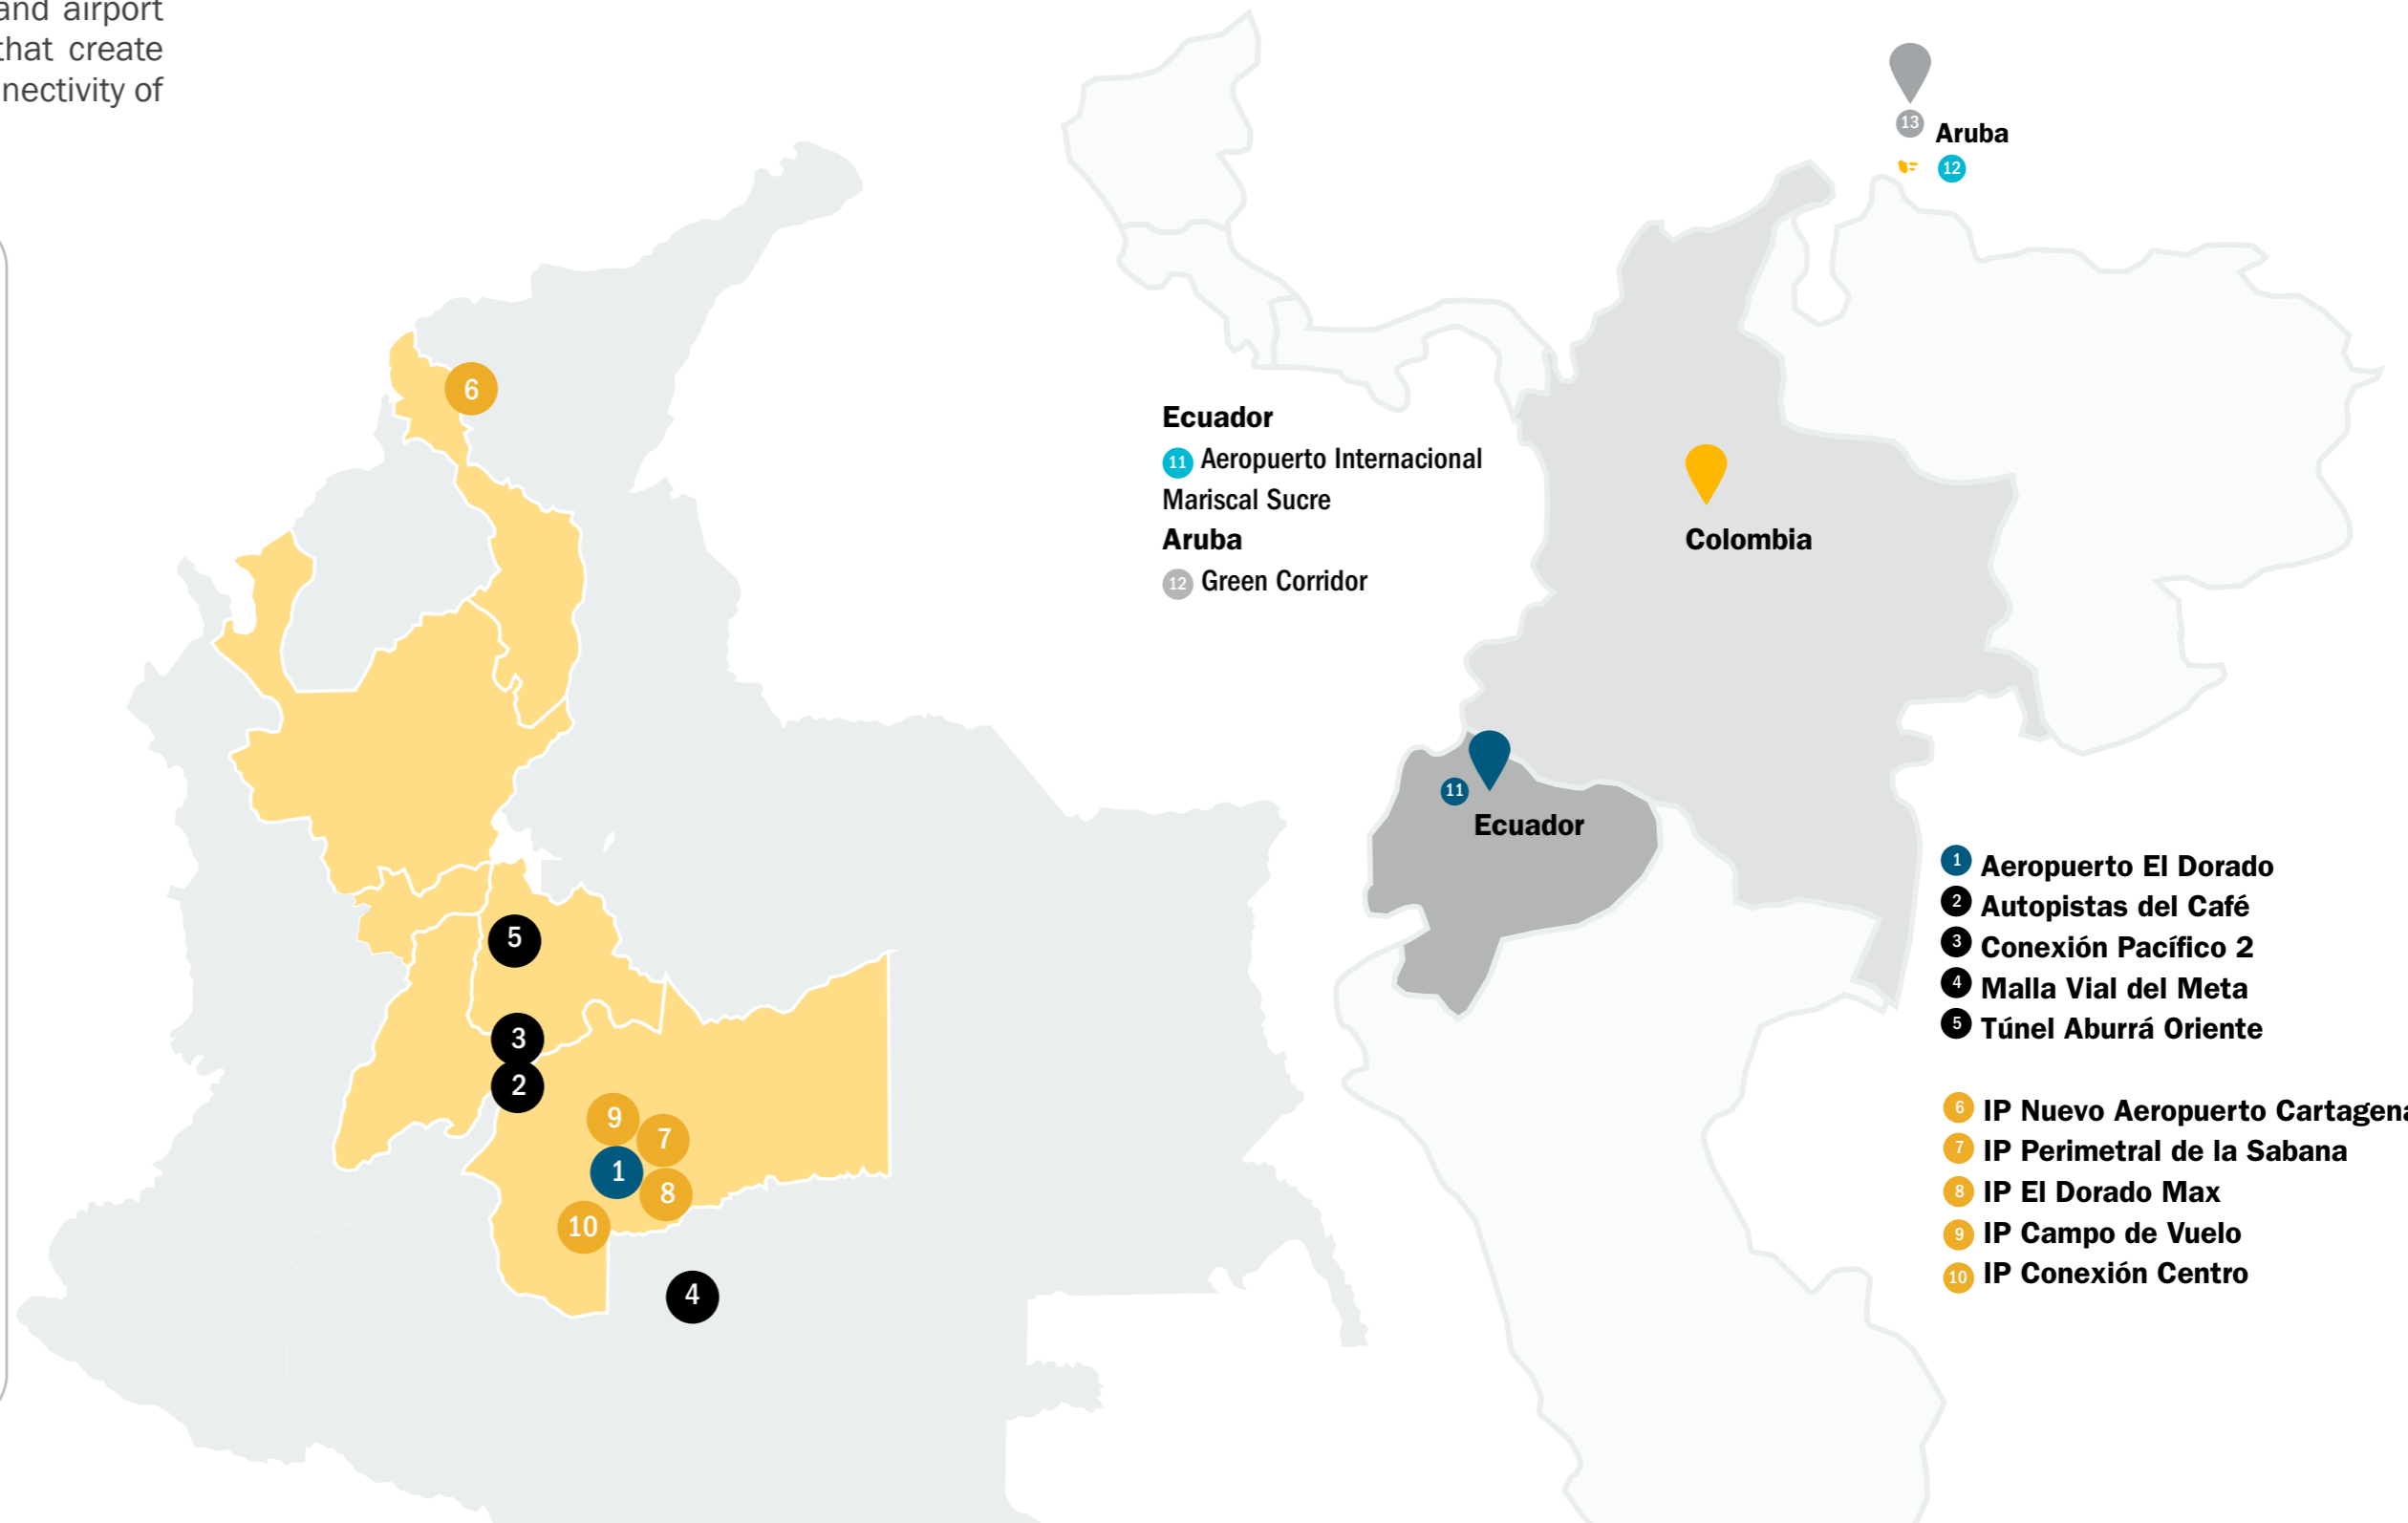 and airport
that create
nnectivity of
13
Aruba
12
6
Ecuador
11 Aeropuerto Internacional
Mariscal Sucre
Aruba
12 Green Corridor
Colombia
11
Ecuador
5
3
2
9
7
1
8
10
4
1 Aeropuerto El Dorado
2 Autopistas del Café
3 Conexión Pacífico 2
4 Malla Vial del Meta
5 Túnel Aburrá Oriente
6 IP Nuevo Aeropuerto Cartagena
7 IP Perimetral de la Sabana
8 IP El Dorado Max
9 IP Campo de Vuelo
10 IP Conexión Centro